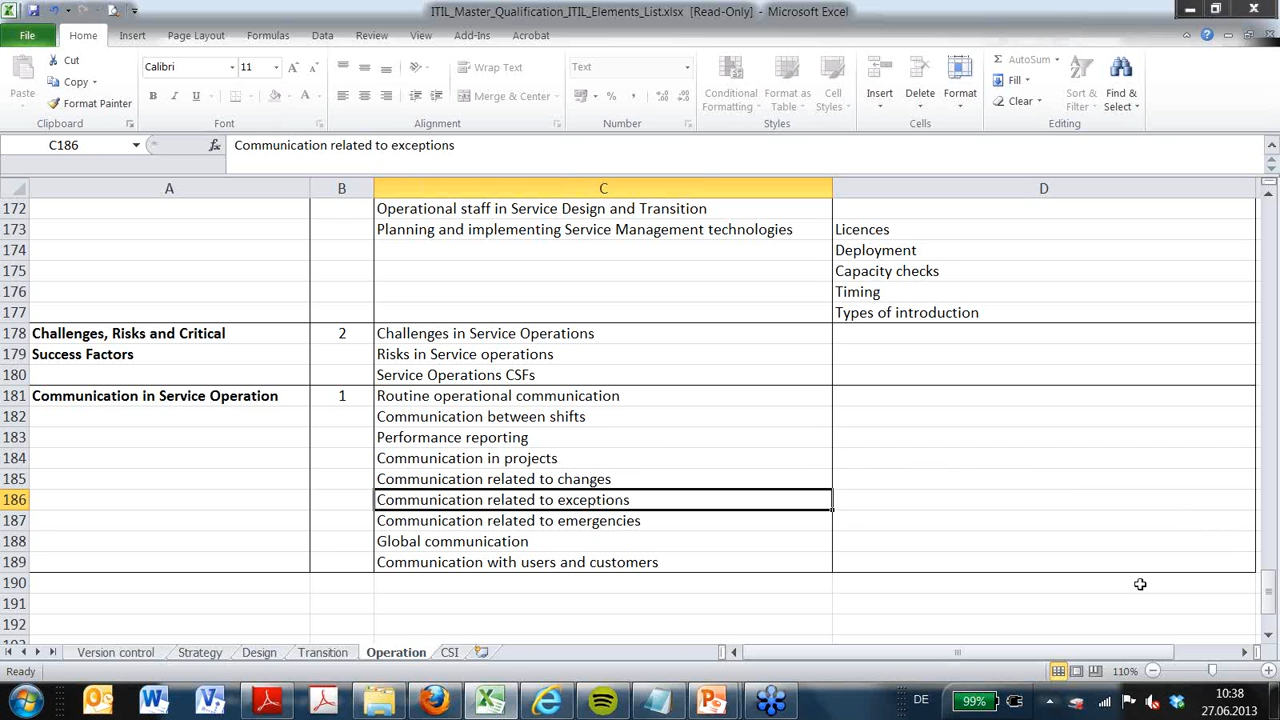 ITIL_Master_Qualification_ITIL_Elements_List.xlsx [Read-Only] - Microsoft Excel
File Home Insert Page Layout Formulas Data Review View Add-Ins Acrobat
Paste
Cut
Copy
Format Painter
Clipboard
Calibri 11
B I U
Font
Wrap Text
Merge & Center
Alignment
Text
Number
Conditional Formatting
Format as Table
Cell Styles
Styles
Insert Delete Format
Cells
AutoSum
Fill
Clear
Sort & Filter
Find & Select
Editing
C186 fx Communication related to exceptions
A B C D
172 Operational staff in Service Design and Transition
173 Planning and implementing Service Management technologies Licences
174 Deployment
175 Capacity checks
176 Timing
177 Types of introduction
178 Challenges, Risks and Critical 2 Challenges in Service Operations
179 Success Factors Risks in Service operations
180 Service Operations CSFs
181 Communication in Service Operation 1 Routine operational communication
182 Communication between shifts
183 Performance reporting
184 Communication in projects
185 Communication related to changes
186 Communication related to exceptions
187 Communication related to emergencies
188 Global communication
189 Communication with users and customers
190
191
192
Version control Strategy Design Transition Operation CSI
Ready 110%
DE 99% 10:38
27.06.2013